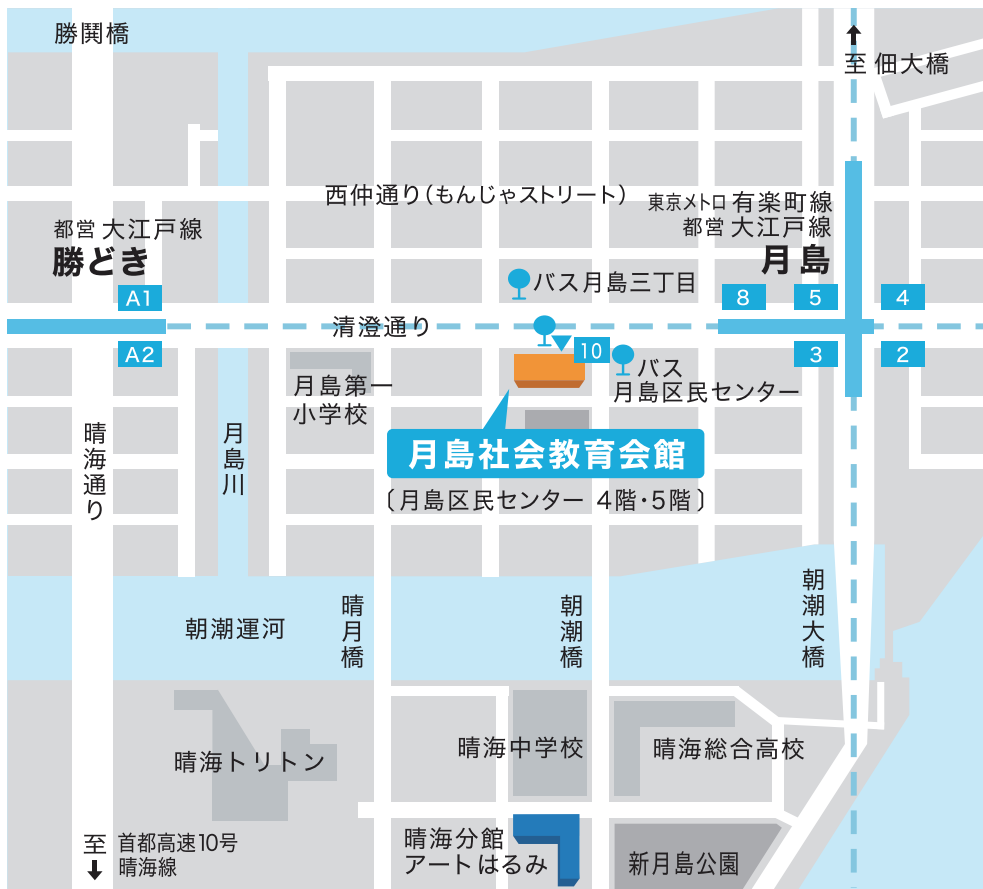 勝鬨橋
至 佃大橋
西仲通り(もんじゃストリート)
東京メトロ 有楽町線
都営 大江戸線
月島
都営 大江戸線
勝どき
バス月島三丁目
A1
8
5
4
清澄通り
A2
10
3
2
バス
月島区民センター
月島第一
小学校
月島社会教育会館
〔月島区民センター 4階・5階〕
晴海通り
月島川
朝潮運河
晴月橋
朝潮橋
朝潮大橋
晴海トリトン
晴海中学校
晴海総合高校
至 首都高速10号
晴海線
晴海分館
アートはるみ
新月島公園